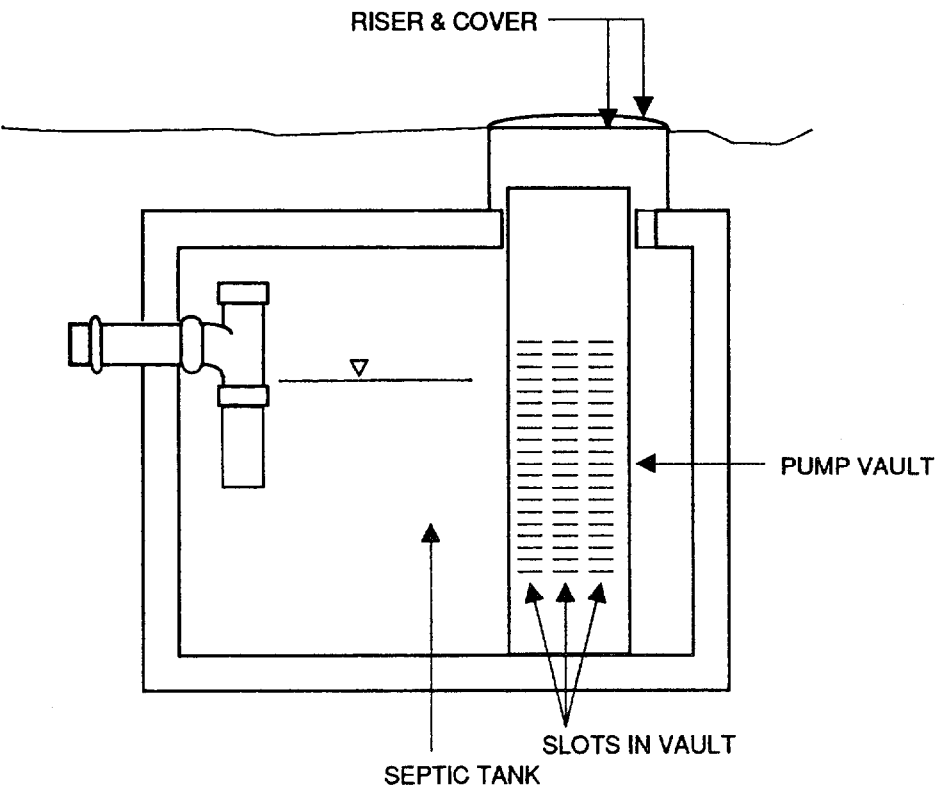 RISER & COVER
PUMP VAULT
SLOTS IN VAULT
SEPTIC TANK